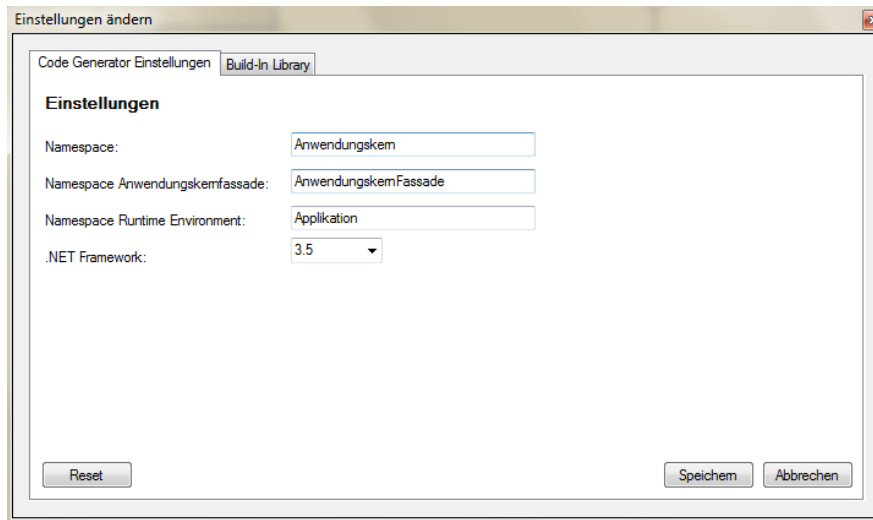 Einstellungen ändern
Code Generator Einstellungen Build-In Library
Einstellungen
Namespace: Anwendungskern
Namespace Anwendungskernfassade: AnwendungskernFassade
Namespace Runtime Environment: Applikation
.NET Framework: 3.5
Reset Speichern Abbrechen